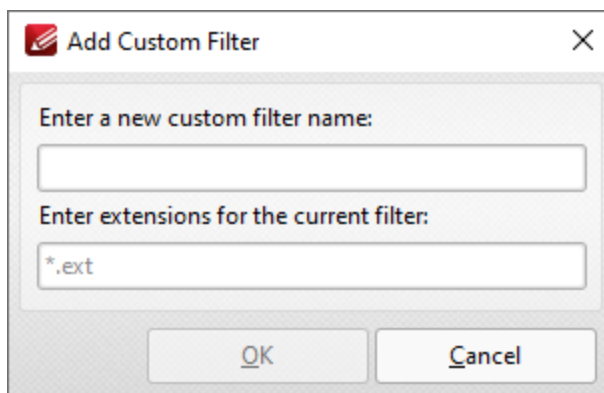 Add Custom Filter
Enter a new custom filter name:
Enter extensions for the current filter:
*.ext
OK
Cancel